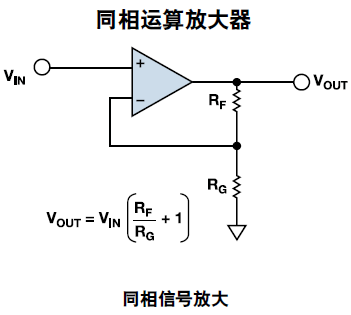 同相运算放大器
VIN
+
−
VOUT
RF
RG
VOUT = VIN (RF/RG + 1)
同相信号放大